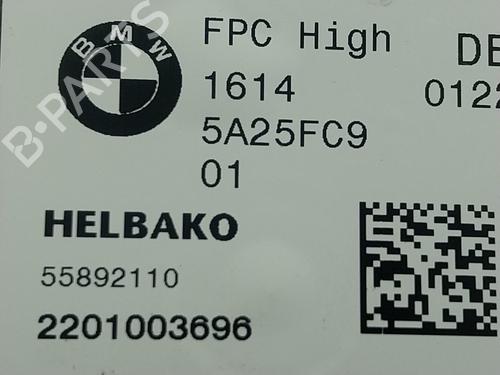 BMW
FPC High
DE
1614
0122
5A25FC9
01
HELBAKO
55892110
2201003696
B-PARTS